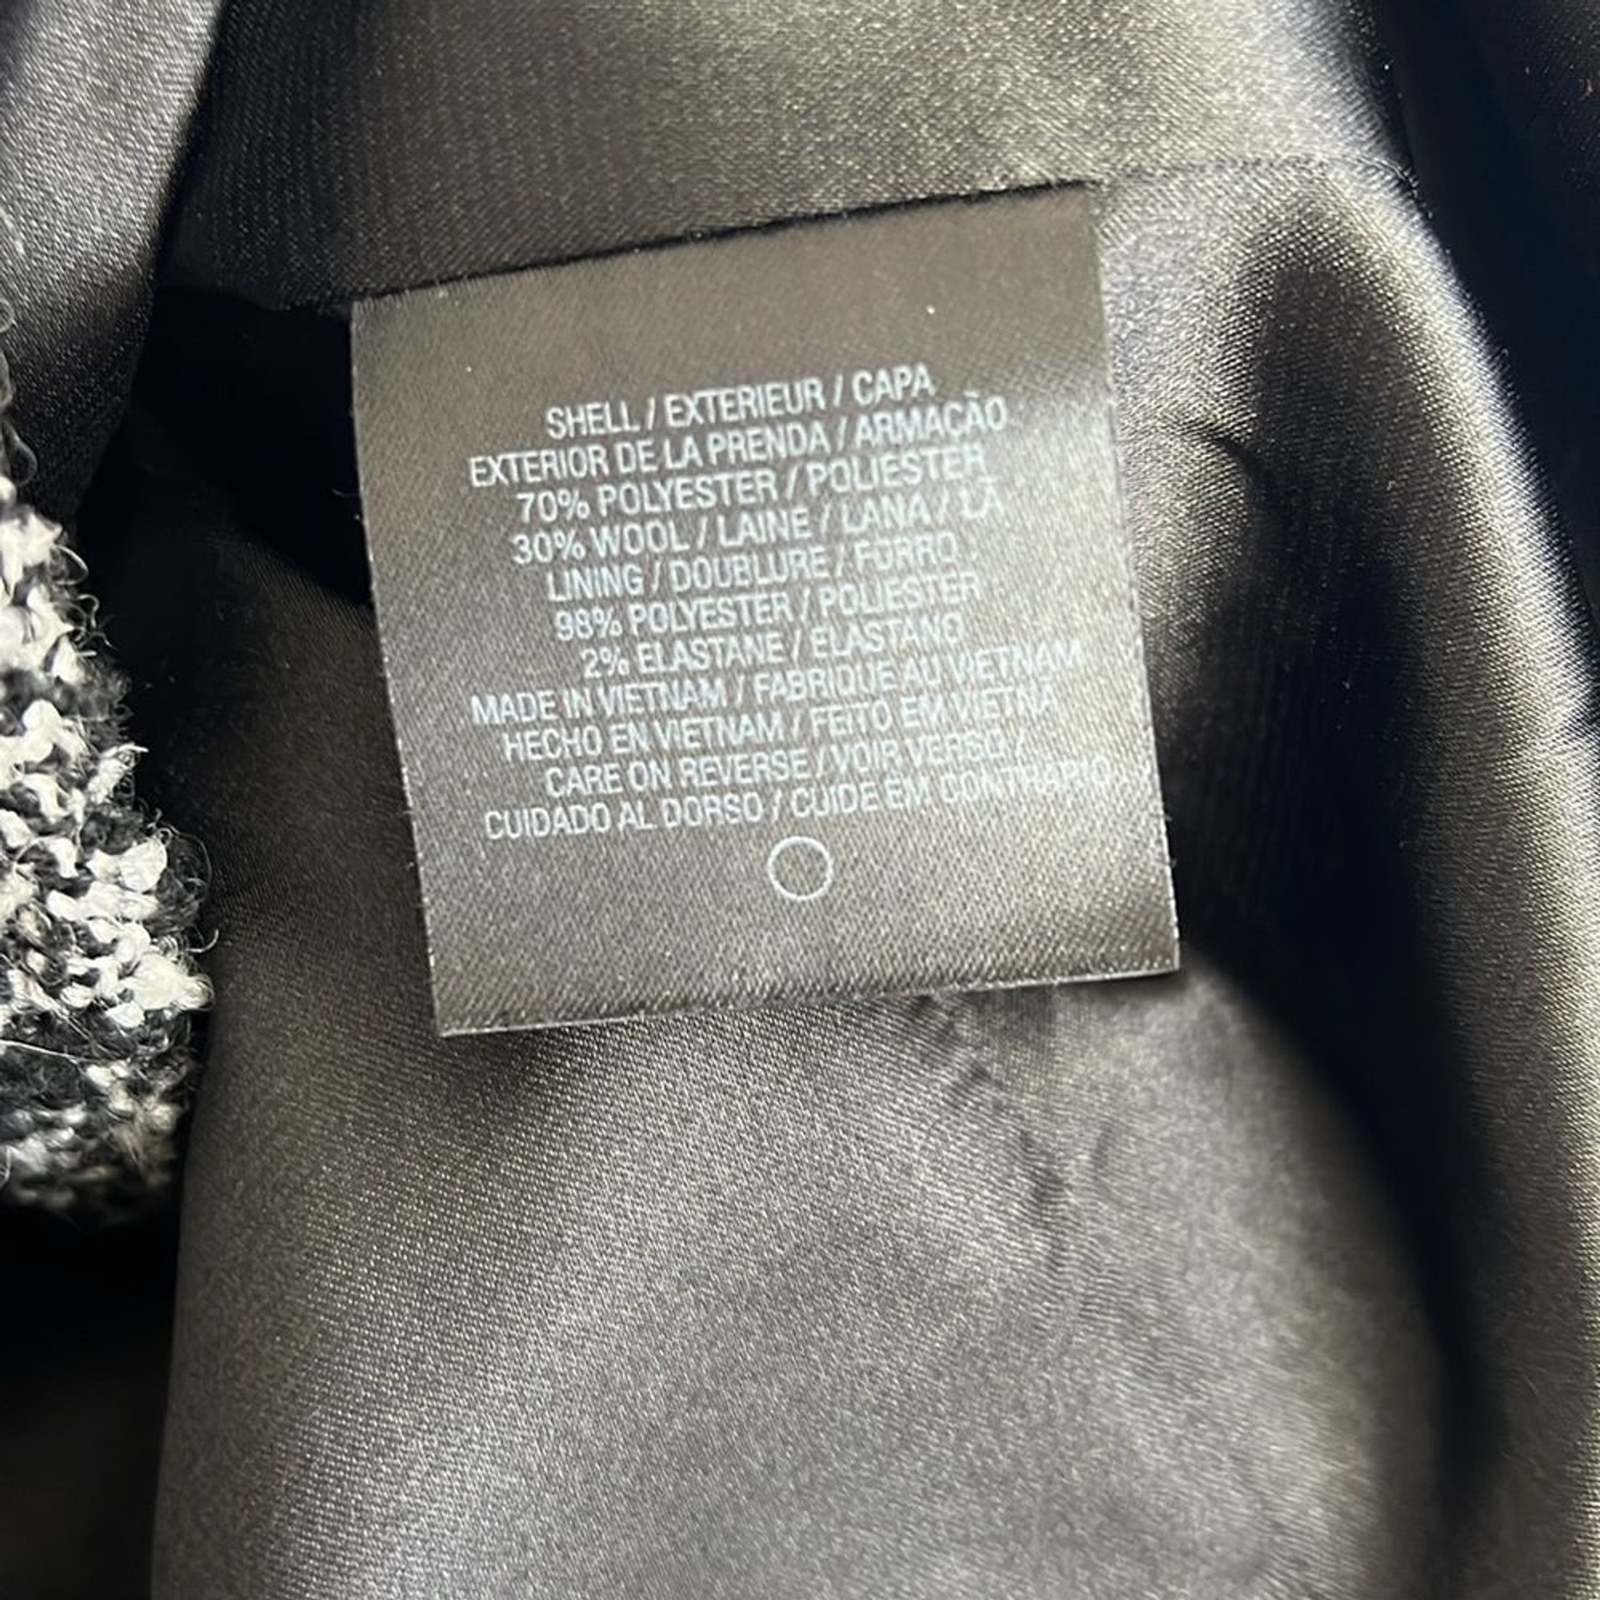 SHELL / EXTERIEUR / CAPA
EXTERIOR DE LA PRENDA / ARMAÇÃO
70% POLYESTER / POLIESTER
30% WOOL / LAINE / LANA / LÃ
LINING / DOUBLURE / FORRO
98% POLYESTER / POLIESTER
2% ELASTANE / ELASTANO
MADE IN VIETNAM / FABRIQUE AU VIETNAM
HECHO EN VIETNAM / FEITO EM VIETNÃ
CARE ON REVERSE / VOIR VERSO /
CUIDADO AL DORSO / CUIDE EM